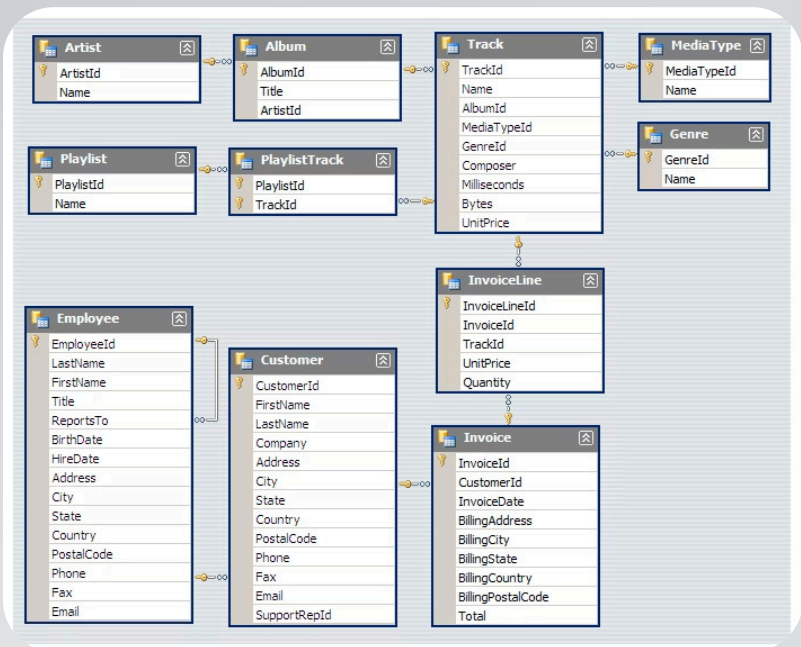 Artist
ArtistId
Name
Album
AlbumId
Title
ArtistId
Track
TrackId
Name
AlbumId
MediaTypeId
GenreId
Composer
Milliseconds
Bytes
UnitPrice
MediaType
MediaTypeId
Name
Genre
GenreId
Name
Playlist
PlaylistId
Name
PlaylistTrack
PlaylistId
TrackId
InvoiceLine
InvoiceLineId
InvoiceId
TrackId
UnitPrice
Quantity
Employee
EmployeeId
LastName
FirstName
Title
ReportsTo
BirthDate
HireDate
Address
City
State
Country
PostalCode
Phone
Fax
Email
Customer
CustomerId
FirstName
LastName
Company
Address
City
State
Country
PostalCode
Phone
Fax
Email
SupportRepId
Invoice
InvoiceId
CustomerId
InvoiceDate
BillingAddress
BillingCity
BillingState
BillingCountry
BillingPostalCode
Total